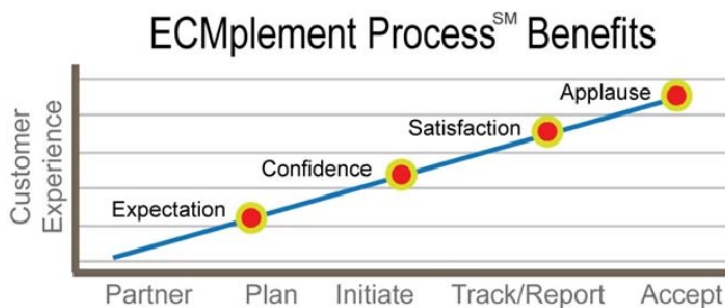 ECMplement Process℠ Benefits
Customer
Experience
Applause
Satisfaction
Confidence
Expectation
Partner Plan Initiate Track/Report Accept